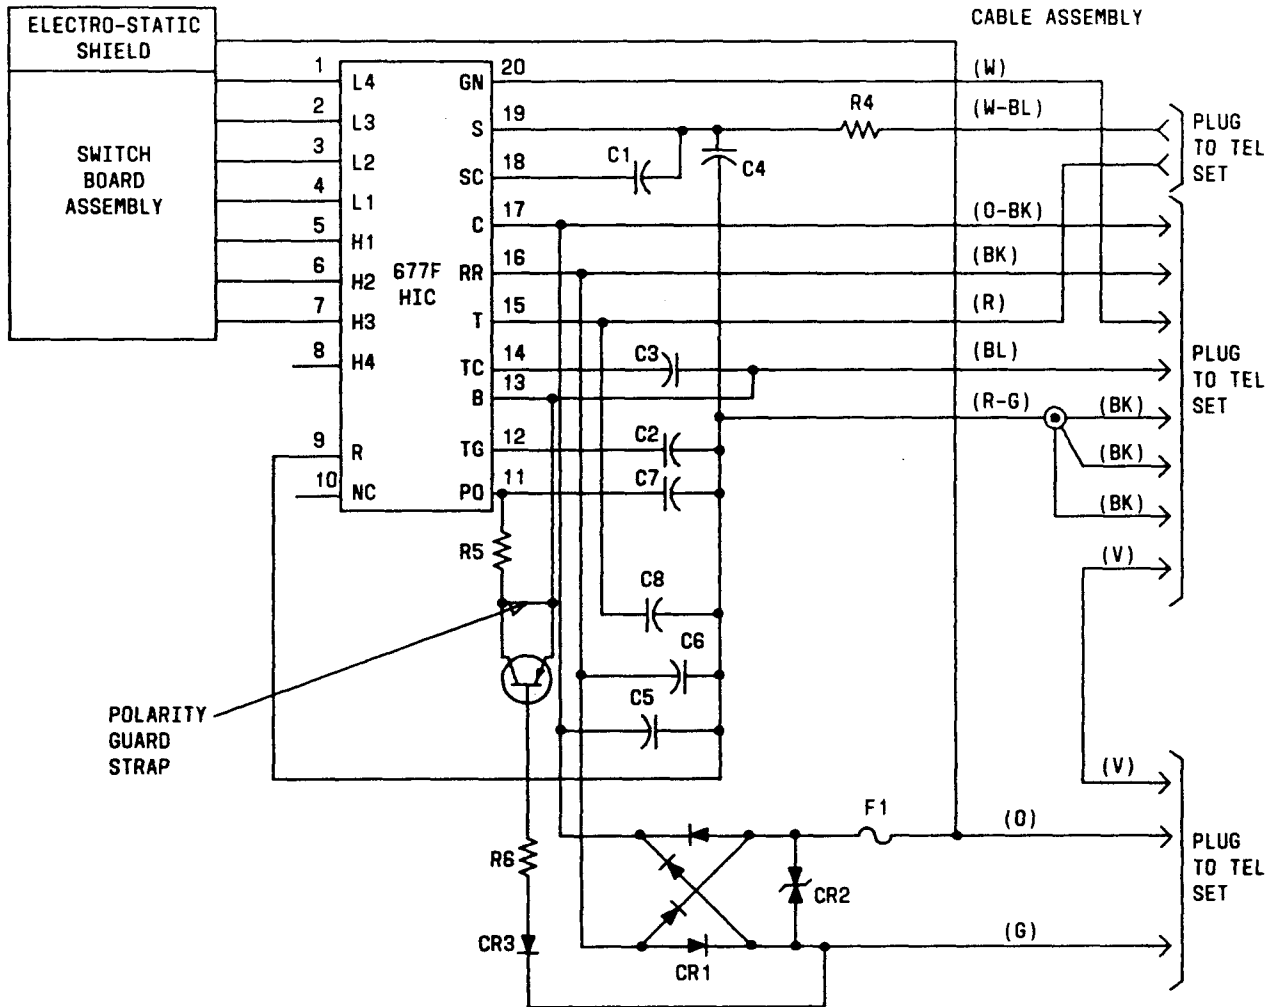 CABLE ASSEMBLY
ELECTRO-STATIC
SHIELD
SWITCH
BOARD
ASSEMBLY
1
2
3
4
5
6
7
8
9
10
L4
L3
L2
L1
H1
H2
H3
H4
R
NC
677F
HIC
GN
S
SC
C
RR
T
TC
B
TG
PO
20
19
18
17
16
15
14
13
12
11
C1
C4
R4
C3
C2
C7
R5
C8
C6
C5
(W)
(W-BL)
(O-BK)
(BK)
(R)
(BL)
(R-G)
(BK)
(BK)
(BK)
(V)
PLUG
TO TEL
SET
PLUG
TO TEL
SET
POLARITY
GUARD
STRAP
(V)
F1
(O)
R6
CR2
PLUG
TO TEL
SET
CR3
CR1
(G)